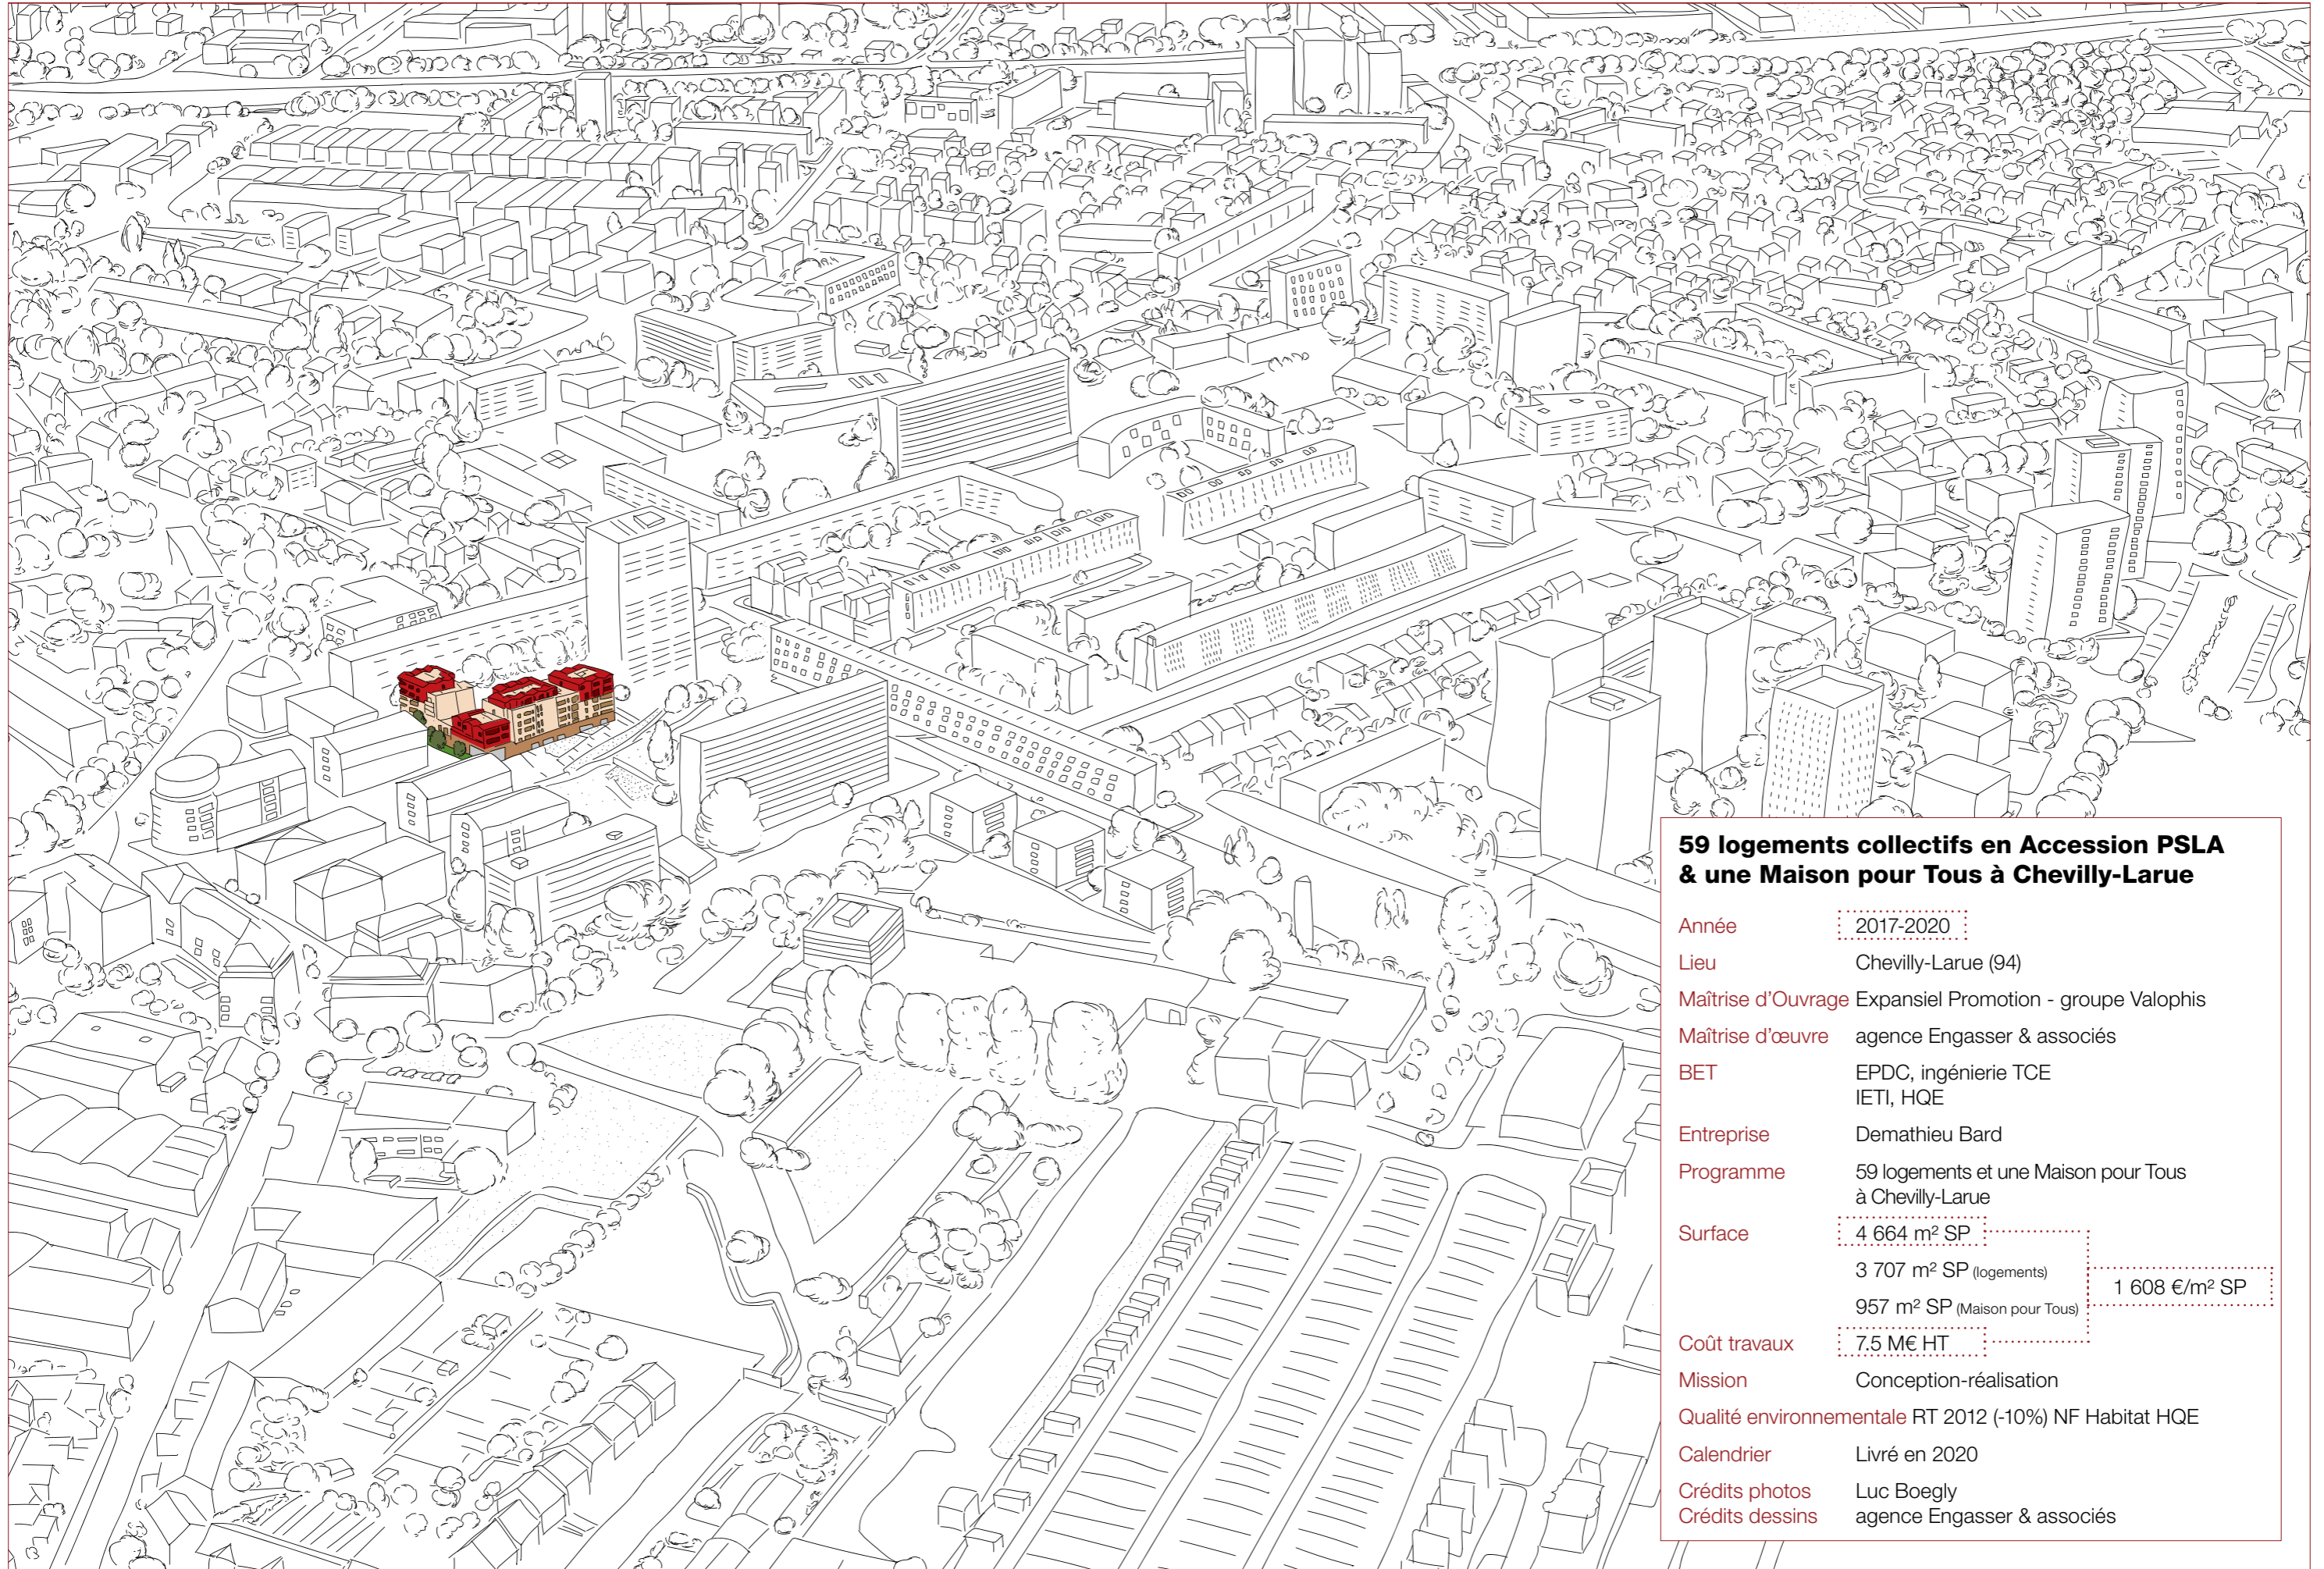 59 logements collectifs en Accession PSLA
& une Maison pour Tous à Chevilly-Larue
Année 2017-2020
Lieu Chevilly-Larue (94)
Maîtrise d'Ouvrage Expansiel Promotion - groupe Valophis
Maîtrise d'œuvre agence Engasser & associés
BET EPDC, ingénierie TCE
IETI, HQE
Entreprise Demathieu Bard
Programme 59 logements et une Maison pour Tous
à Chevilly-Larue
Surface 4 664 m² SP
3 707 m² SP (logements)
1 608 €/m² SP
957 m² SP (Maison pour Tous)
Coût travaux 7.5 M€ HT
Mission Conception-réalisation
Qualité environnementale RT 2012 (-10%) NF Habitat HQE
Calendrier Livré en 2020
Crédits photos Luc Boegly
Crédits dessins agence Engasser & associés